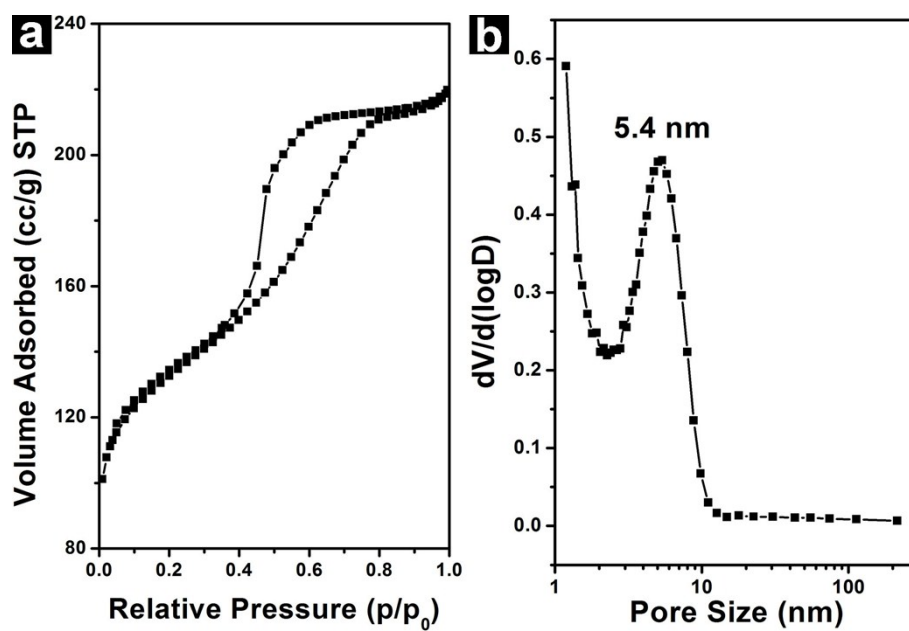 a
240
200
160
120
80
Volume Adsorbed (cc/g) STP
0.0 0.2 0.4 0.6 0.8 1.0
Relative Pressure (p/p₀)
b
0.6
0.5
0.4
0.3
0.2
0.1
0.0
dV/d(logD)
5.4 nm
1 10 100
Pore Size (nm)